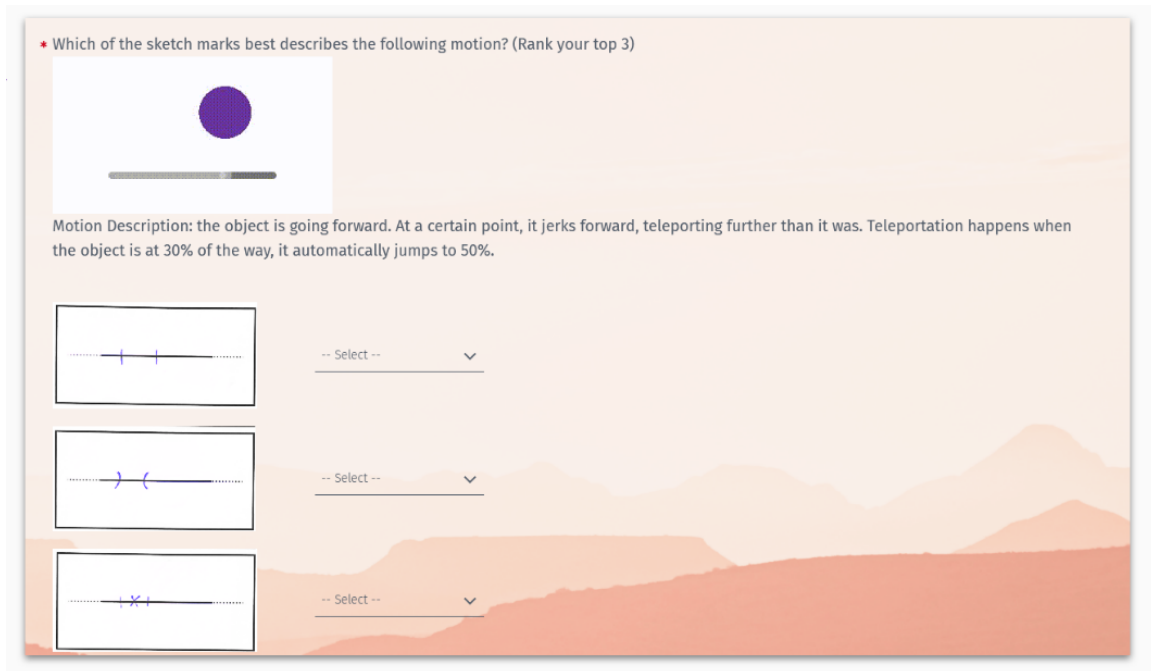 * Which of the sketch marks best describes the following motion? (Rank your top 3)
Motion Description: the object is going forward. At a certain point, it jerks forward, teleporting further than it was. Teleportation happens when
the object is at 30% of the way, it automatically jumps to 50%.
-- Select --
-- Select --
-- Select --